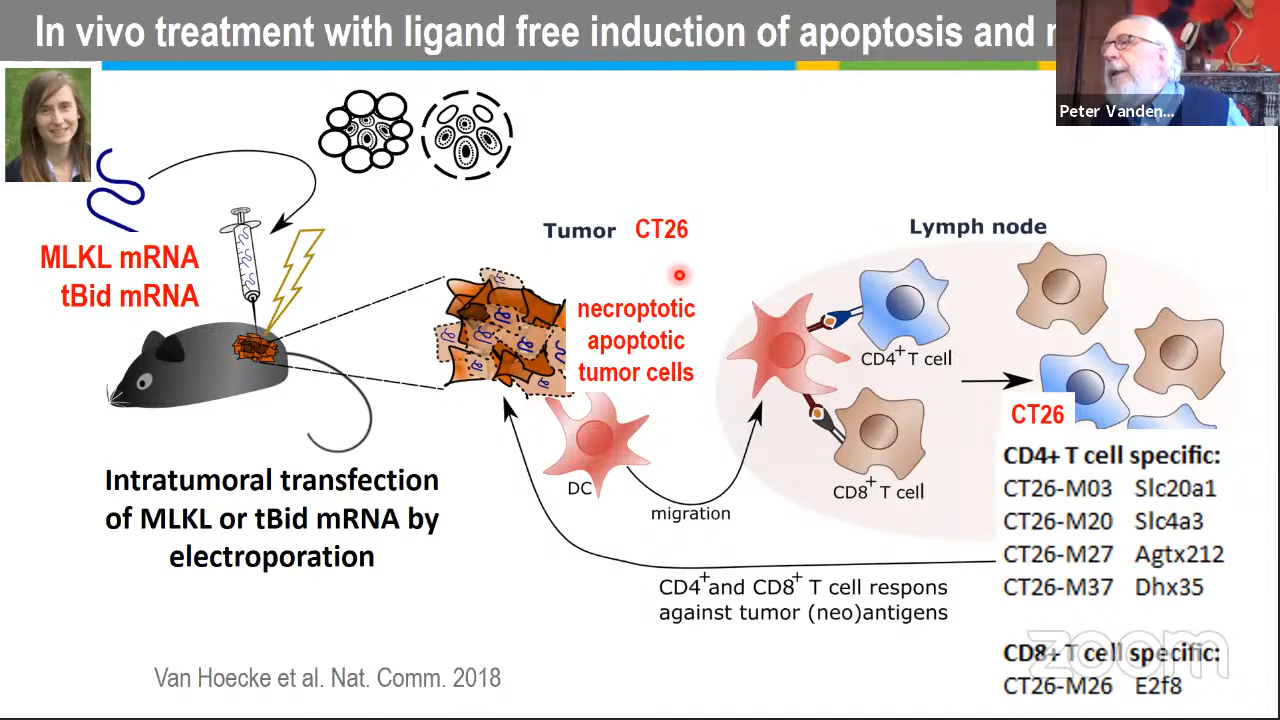 In vivo treatment with ligand free induction of apoptosis and
Peter Vanden...
MLKL mRNA
tBid mRNA
Tumor CT26
necroptotic
apoptotic
tumor cells
Lymph node
CD4+ T cell
CD8+ T cell
DC
migration
CT26
Intratumoral transfection
of MLKL or tBid mRNA by
electroporation
CD4+and CD8+ T cell respons
against tumor (neo)antigens
CD4+ T cell specific:
CT26-M03 Slc20a1
CT26-M20 Slc4a3
CT26-M27 Agtx212
CT26-M37 Dhx35
CD8+ T cell specific:
CT26-M26 E2f8
zoom
Van Hoecke et al. Nat. Comm. 2018